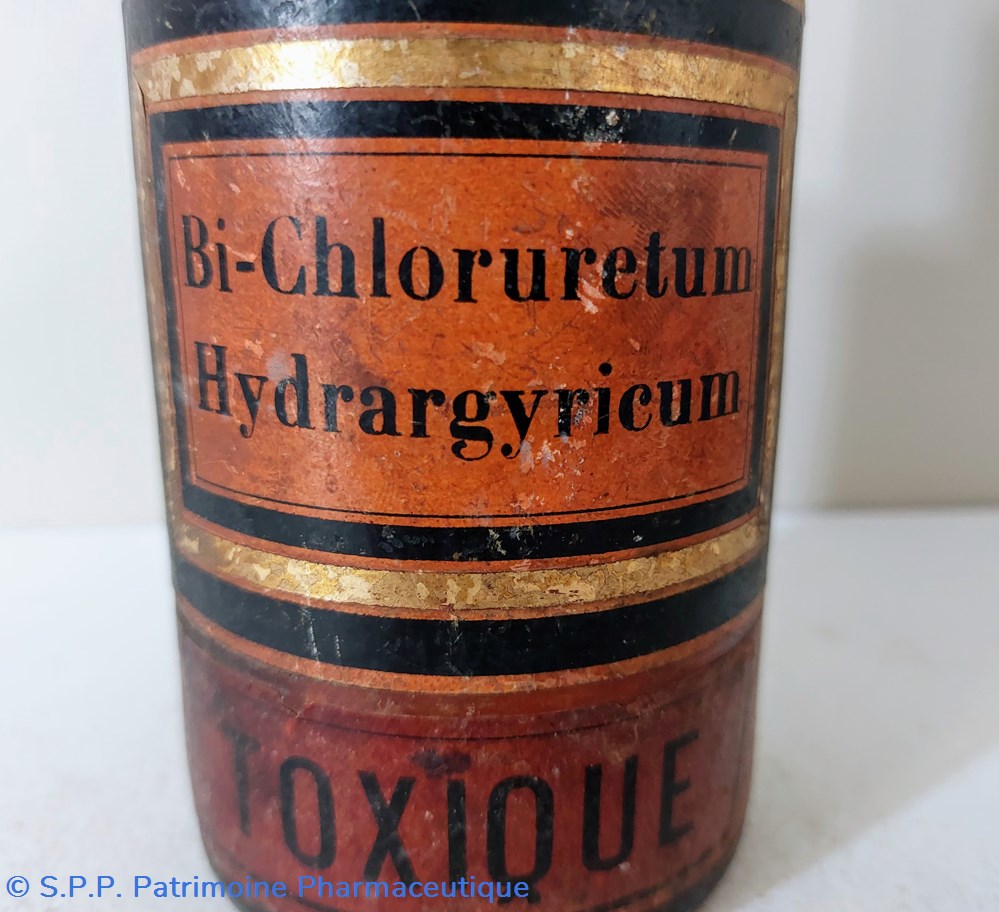 Bi-Chloruretum
Hydrargyricum
TOXIQUE
© S.P.P. Patrimoine Pharmaceutique